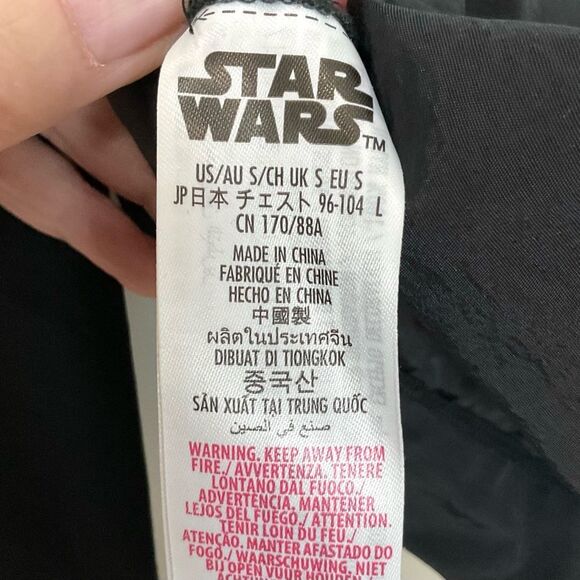 STAR
WARS TM
US/AU S/CH UK S EU S
JP日本 チェスト 96-104 L
CN 170/88A
MADE IN CHINA
FABRIQUÉ EN CHINE
HECHO EN CHINA
中國製
ผลิตในประเทศจีน
DIBUAT DI TIONGKOK
중국산
SẢN XUẤT TẠI TRUNG QUỐC
صنع في الصين
WARNING. KEEP AWAY FROM
FIRE./ AVVERTENZA. TENERE
LONTANO DAL FUOCO./
ADVERTENCIA. MANTENER
LEJOS DEL FUEGO./ ATTENTION.
TENIR LOIN DU FEU./
ATENÇÃO. MANTER AFASTADO DO
FOGO./ WAARSCHUWING. NIET
BIJ OPEN VUUR HOUDEN.